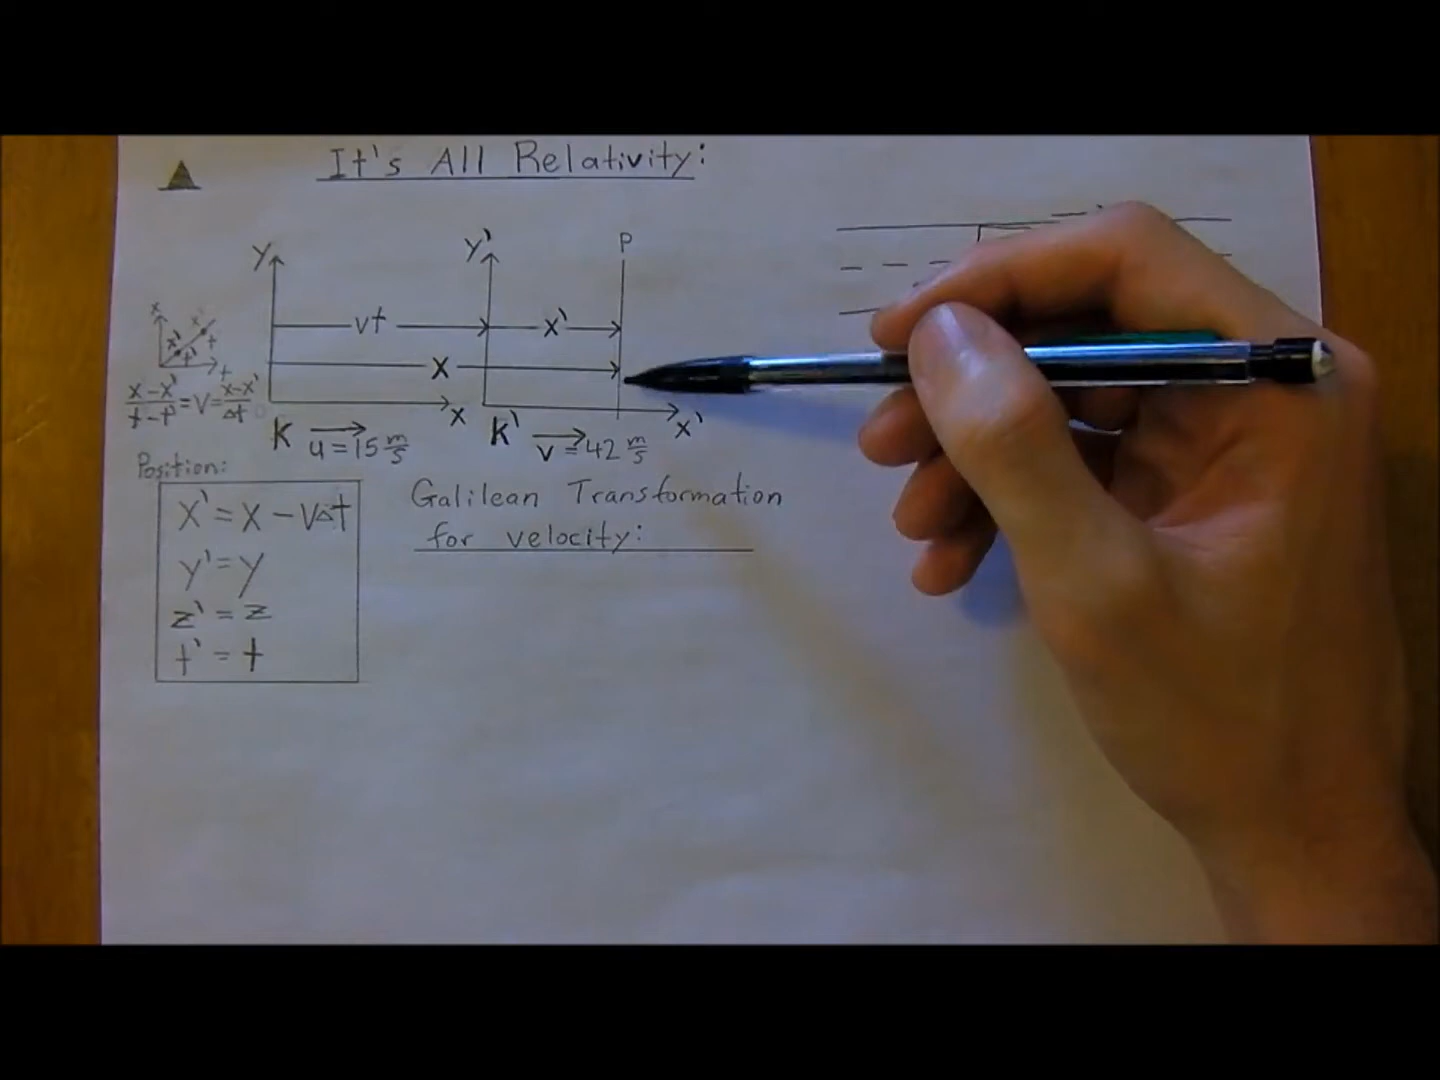 It's All Relativity:
Y
Y'
P
vt
x'
X
x
x'
t'
x
t
t
x
x'
x-x'/t-t' = V = x-x'/Δt
K
u = 15 m/s
K'
v = 42 m/s
Position:
x' = x - vΔt
y' = y
z' = z
t' = t
Galilean Transformation
for velocity: